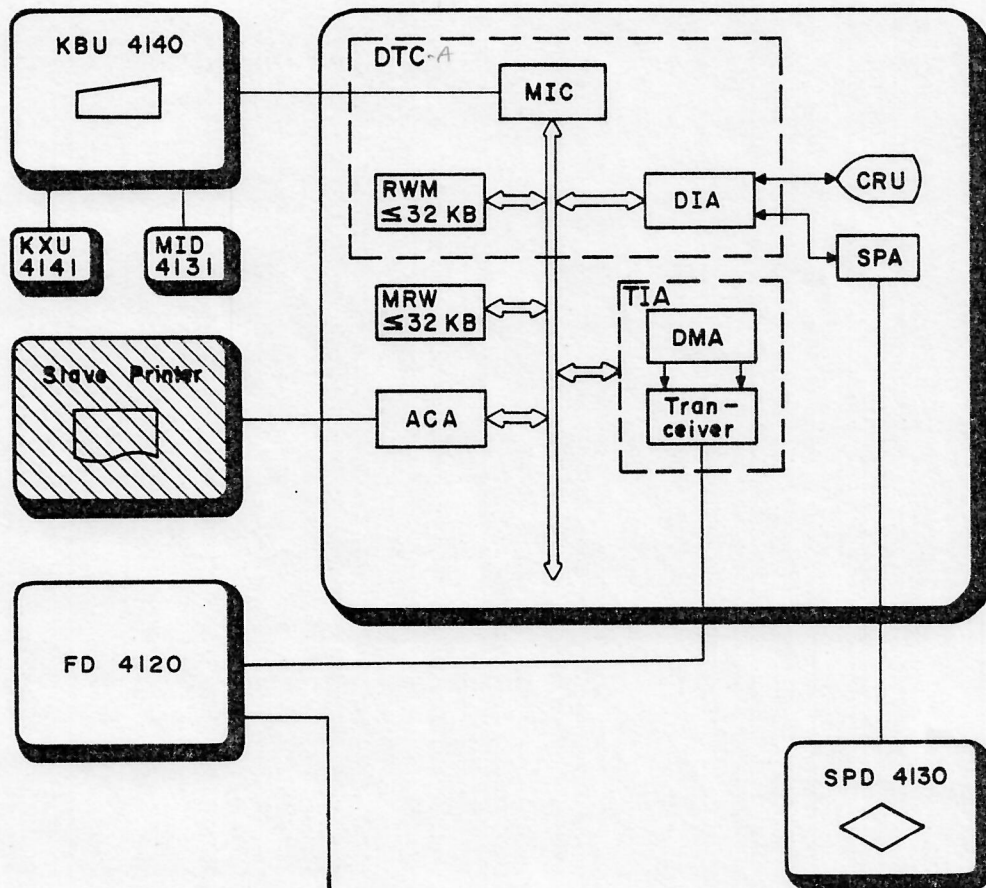 KBU 4140
DTC-A
MIC
RWM
≤32 KB
DIA
CRU
KXU
4141
MID
4131
SPA
MRW
≤32 KB
TIA
DMA
Slave Printer
ACA
Tran-
ceiver
FD 4120
SPD 4130